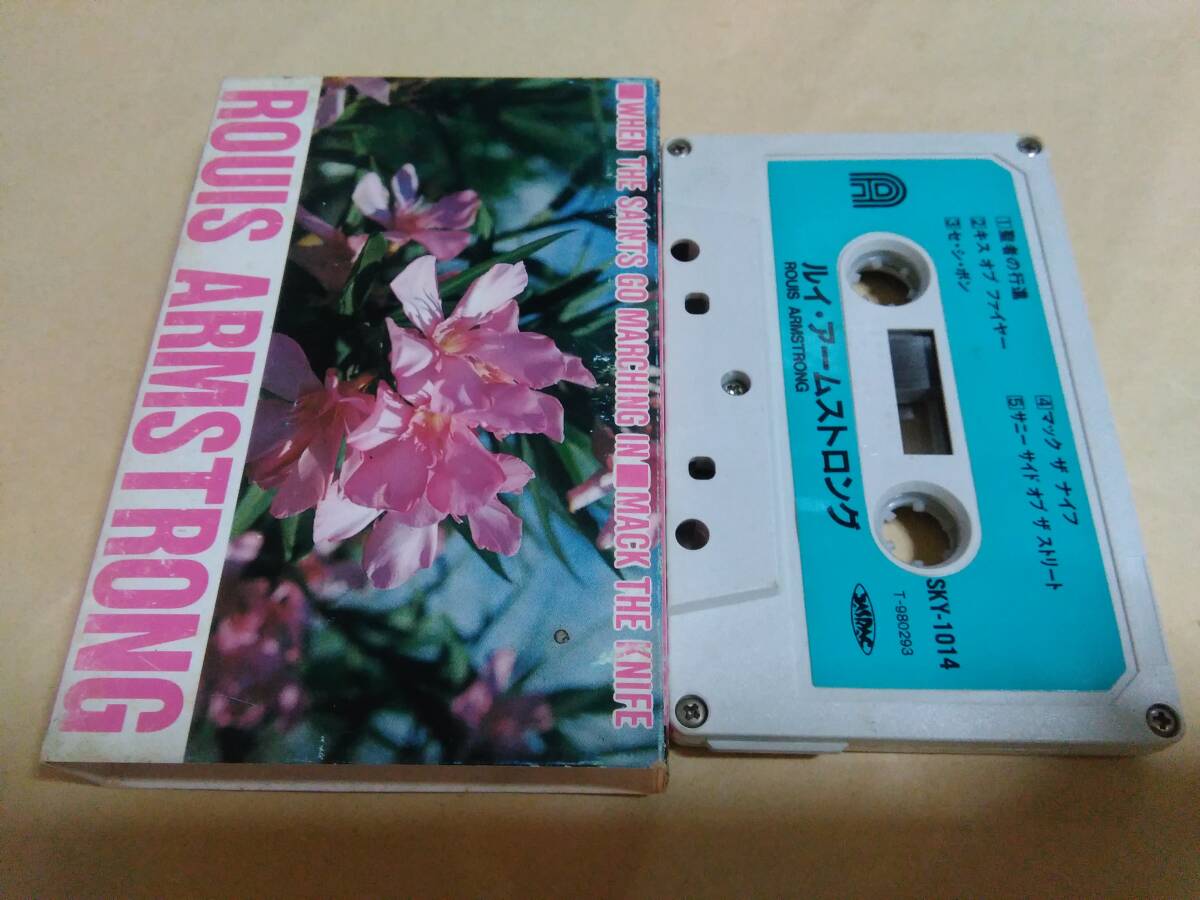 ROUIS ARMSTRONG
WHEN THE SAINTS GO MARCHING IN
MACK THE KNIFE
A
1 聖者の行進
2 キス オブ ファイヤー
3 セ・シ・ボン
4 マック ザ ナイフ
5 サニー サイド オブ ザ ストリート
ルイ・アームストロング
ROUIS ARMSTRONG
SKY-1014
T-980293